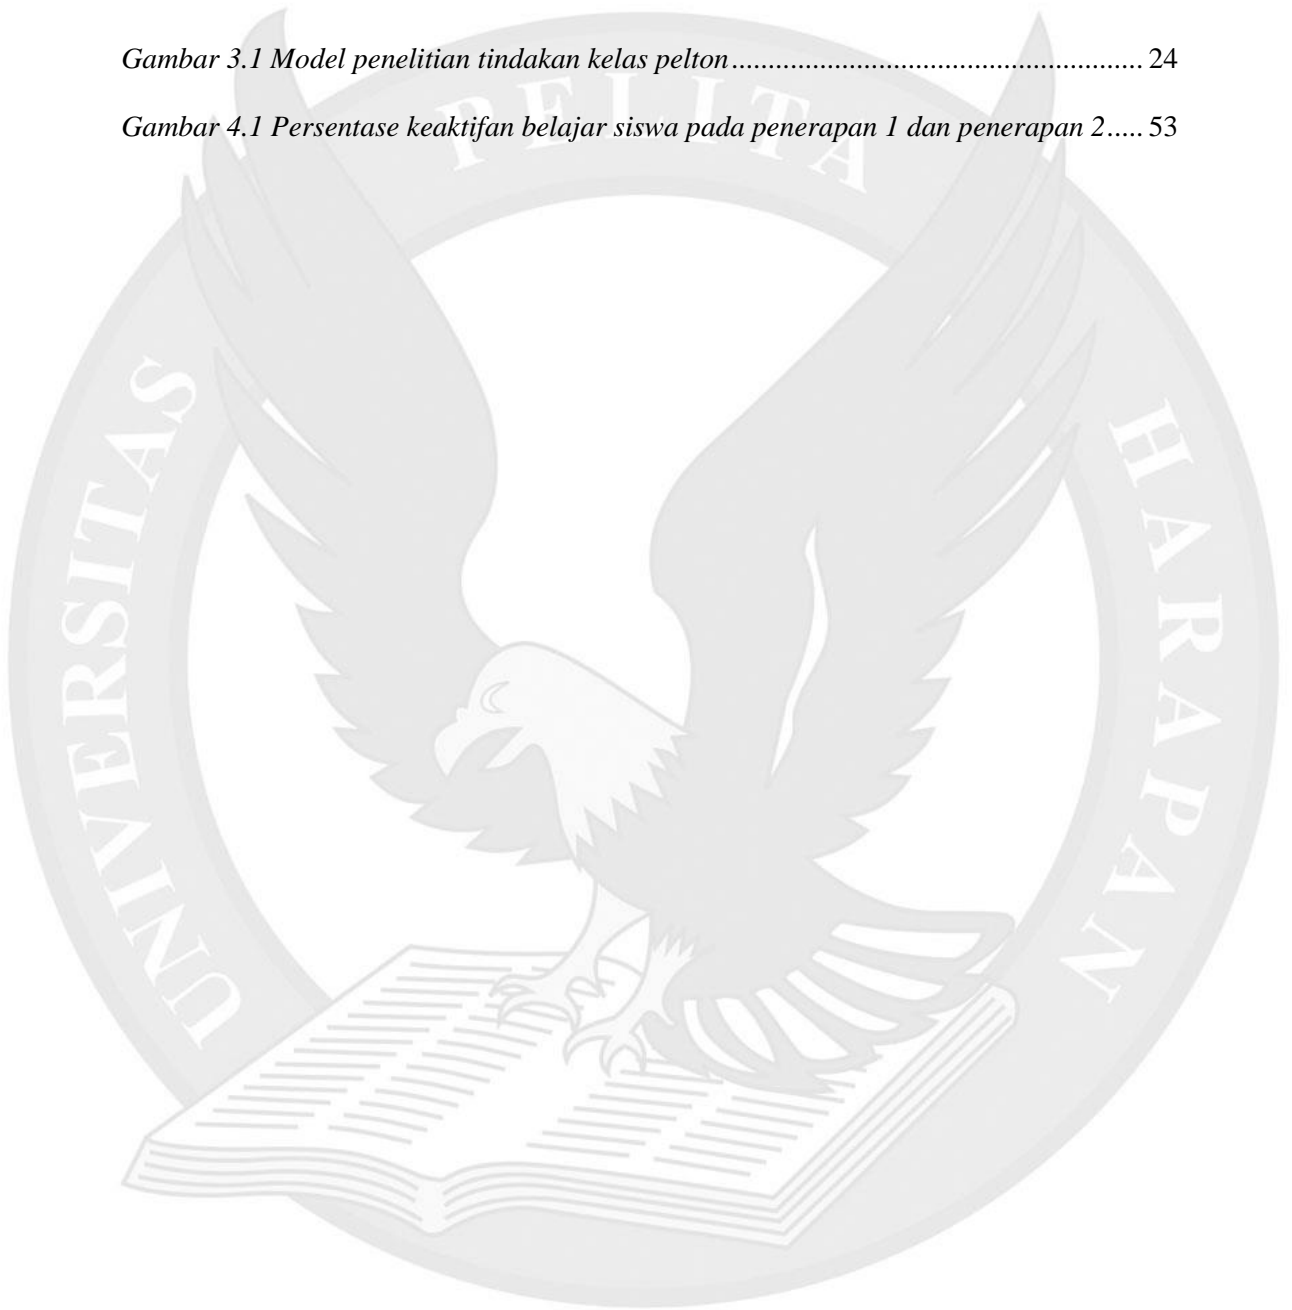 Gambar 3.1 Model penelitian tindakan kelas pelton........................................................ 24
Gambar 4.1 Persentase keaktifan belajar siswa pada penerapan 1 dan penerapan 2..... 53
UNIVERSITAS PELITA HARAPAN